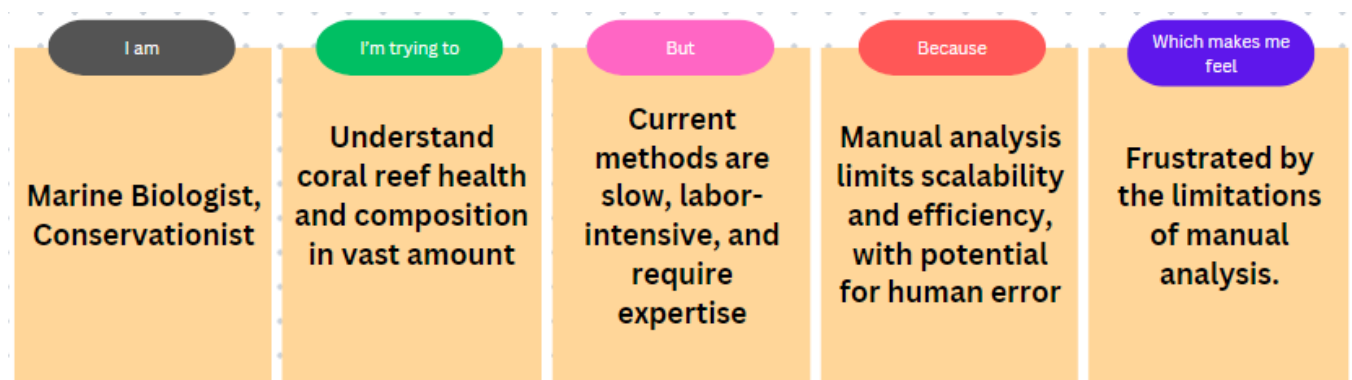 I am
Marine Biologist,
Conservationist
I'm trying to
Understand
coral reef health
and composition
in vast amount
But
Current
methods are
slow, labor-
intensive, and
require
expertise
Because
Manual analysis
limits scalability
and efficiency,
with potential
for human error
Which makes me
feel
Frustrated by
the limitations
of manual
analysis.